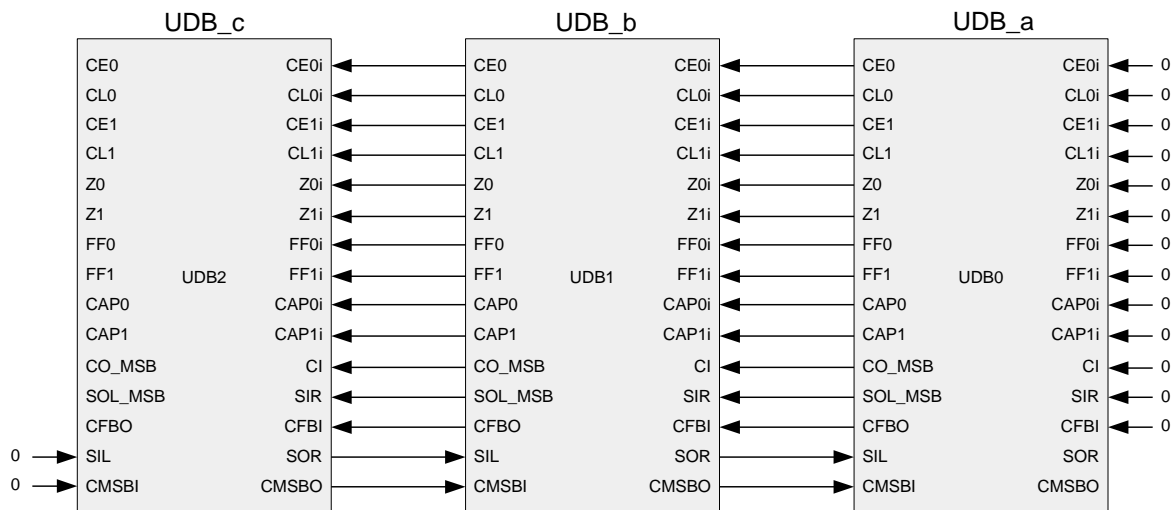 UDB_c UDB_b UDB_a
CE0 CE0i CE0 CE0i CE0 CE0i 0
CL0 CL0i CL0 CL0i CL0 CL0i 0
CE1 CE1i CE1 CE1i CE1 CE1i 0
CL1 CL1i CL1 CL1i CL1 CL1i 0
Z0 Z0i Z0 Z0i Z0 Z0i 0
Z1 Z1i Z1 Z1i Z1 Z1i 0
FF0 FF0i FF0 FF0i FF0 FF0i 0
FF1 UDB2 FF1i FF1 UDB1 FF1i FF1 UDB0 FF1i 0
CAP0 CAP0i CAP0 CAP0i CAP0 CAP0i 0
CAP1 CAP1i CAP1 CAP1i CAP1 CAP1i 0
CO_MSB CI CO_MSB CI CO_MSB CI 0
SOL_MSB SIR SOL_MSB SIR SOL_MSB SIR 0
CFBO CFBI CFBO CFBI CFBO CFBI 0
0 SIL SOR SIL SOR SIL SOR
0 CMSBI CMSBO CMSBI CMSBO CMSBI CMSBO